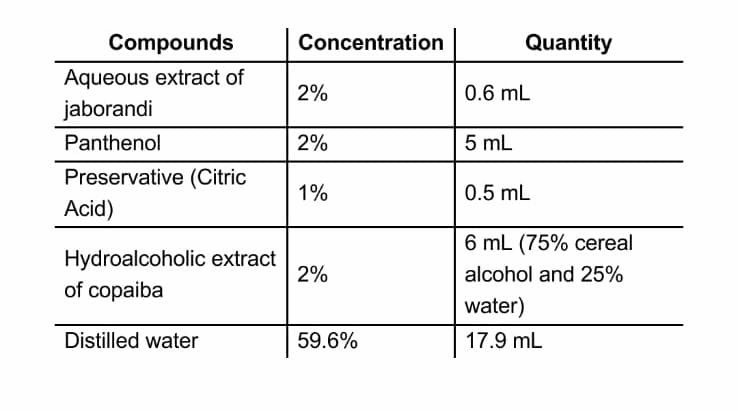 Compounds Concentration Quantity
Aqueous extract of
jaborandi
2%
0.6 mL
Panthenol 2% 5 mL
Preservative (Citric
Acid)
1%
0.5 mL
Hydroalcoholic extract
of copaiba
2%
6 mL (75% cereal
alcohol and 25%
water)
Distilled water 59.6% 17.9 mL